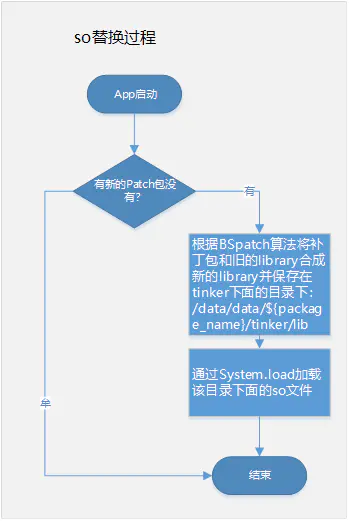 so替换过程
App启动
有新的Patch包没
有？
有
根据BSpatch算法将补
丁包和旧的library合成
新的library并保存在
tinker下面的目录下：
/data/data/${packag
e_name}/tinker/lib
通过System.load加载
该目录下面的so文件
结束